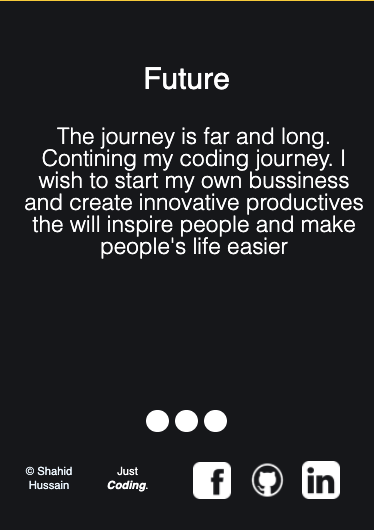 Future
The journey is far and long.
Contining my coding journey. I
wish to start my own bussiness
and create innovative productives
the will inspire people and make
people's life easier
© Shahid
Hussain
Just
Coding.
f
in